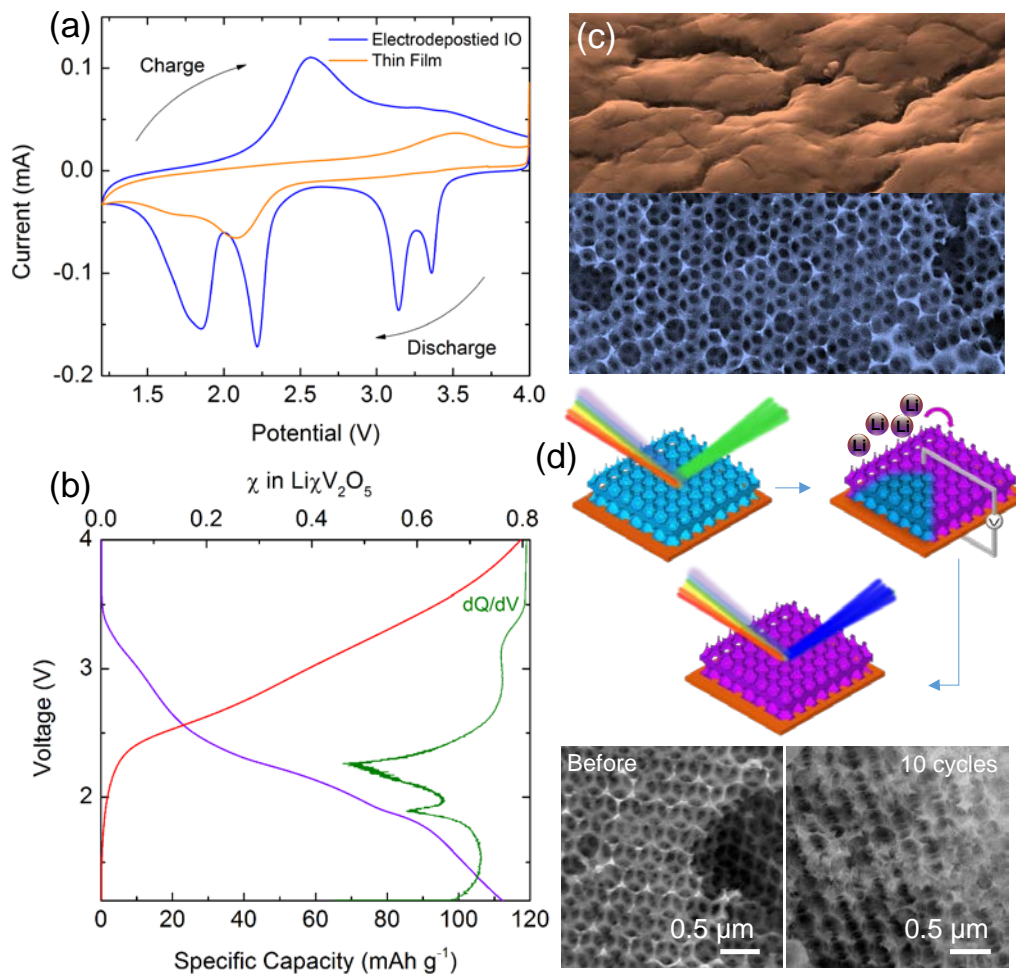 (a)
Electrodepostied IO
Thin Film
Charge
Discharge
0.1
0.0
-0.1
-0.2
Current (mA)
1.5
2.0
2.5
3.0
3.5
4.0
Potential (V)
(b)
χ in LiχV₂O₅
0.0
0.2
0.4
0.6
0.8
4
3
2
Voltage (V)
dQ/dV
0
20
40
60
80
100
120
Specific Capacity (mAh g⁻¹)
(c)
(d)
Li
Li
Li
Li
V
Before
0.5 µm
10 cycles
0.5 µm